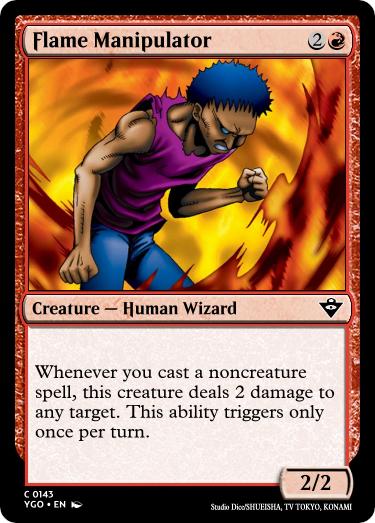 Flame Manipulator 2
Creature — Human Wizard
Whenever you cast a noncreature
spell, this creature deals 2 damage to
any target. This ability triggers only
once per turn.
2/2
C 0143
YGO • EN
Studio Dice/SHUEISHA, TV TOKYO, KONAMI